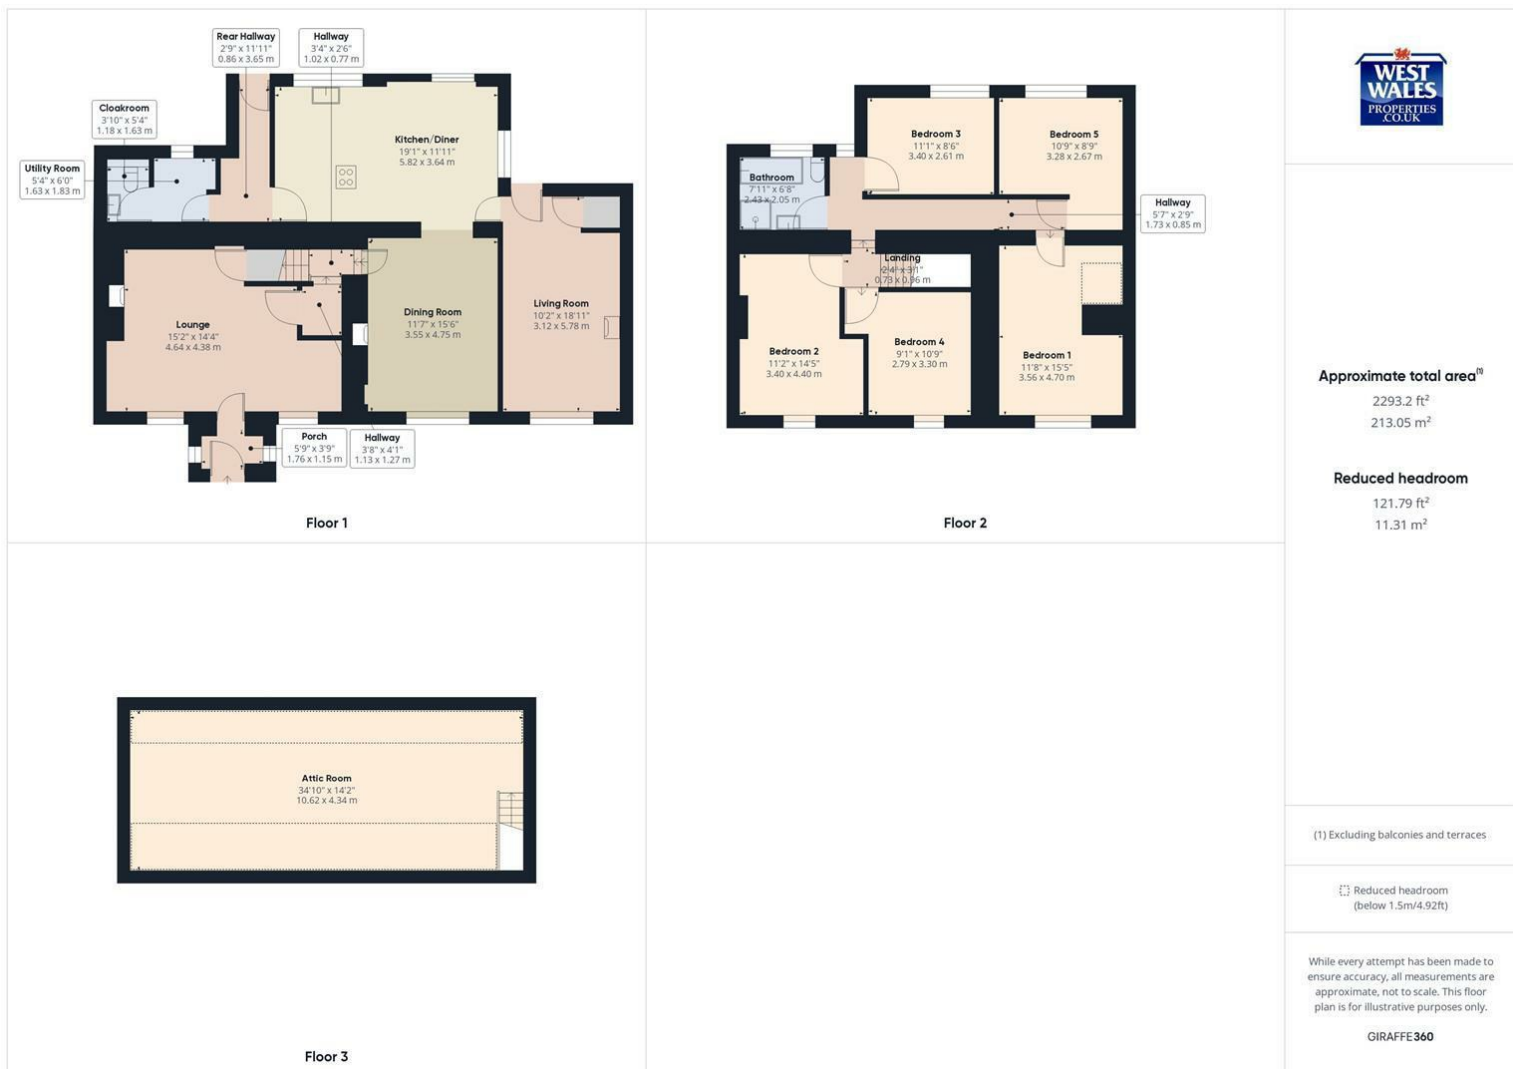 Rear Hallway
2'9" x 11'11"
0.86 x 3.65 m
Hallway
3'4" x 2'6"
1.02 x 0.77 m
Cloakroom
3'10" x 5'4"
1.18 x 1.63 m
Utility Room
5'4" x 6'0"
1.63 x 1.83 m
Kitchen/Diner
19'1" x 11'11"
5.82 x 3.64 m
Lounge
15'2" x 14'4"
4.64 x 4.38 m
Dining Room
11'7" x 15'6"
3.55 x 4.75 m
Living Room
10'2" x 18'11"
3.12 x 5.78 m
Porch
5'9" x 3'9"
1.76 x 1.15 m
Hallway
3'8" x 4'1"
1.13 x 1.27 m
Floor 1
Bedroom 3
11'1" x 8'6"
3.40 x 2.61 m
Bedroom 5
10'9" x 8'9"
3.28 x 2.67 m
Bathroom
7'11" x 6'8"
2.43 x 2.05 m
Hallway
5'7" x 2'9"
1.73 x 0.85 m
Landing
2'4" x 3'1"
0.73 x 0.96 m
Bedroom 2
11'2" x 14'5"
3.40 x 4.40 m
Bedroom 4
9'1" x 10'9"
2.79 x 3.30 m
Bedroom 1
11'8" x 15'5"
3.56 x 4.70 m
Floor 2
Attic Room
34'10" x 14'2"
10.62 x 4.34 m
Floor 3
WEST
WALES
PROPERTIES
.CO.UK
Approximate total area(1)
2293.2 ft²
213.05 m²
Reduced headroom
121.79 ft²
11.31 m²
(1) Excluding balconies and terraces
Reduced headroom
(below 1.5m/4.92ft)
While every attempt has been made to
ensure accuracy, all measurements are
approximate, not to scale. This floor
plan is for illustrative purposes only.
GIRAFFE360